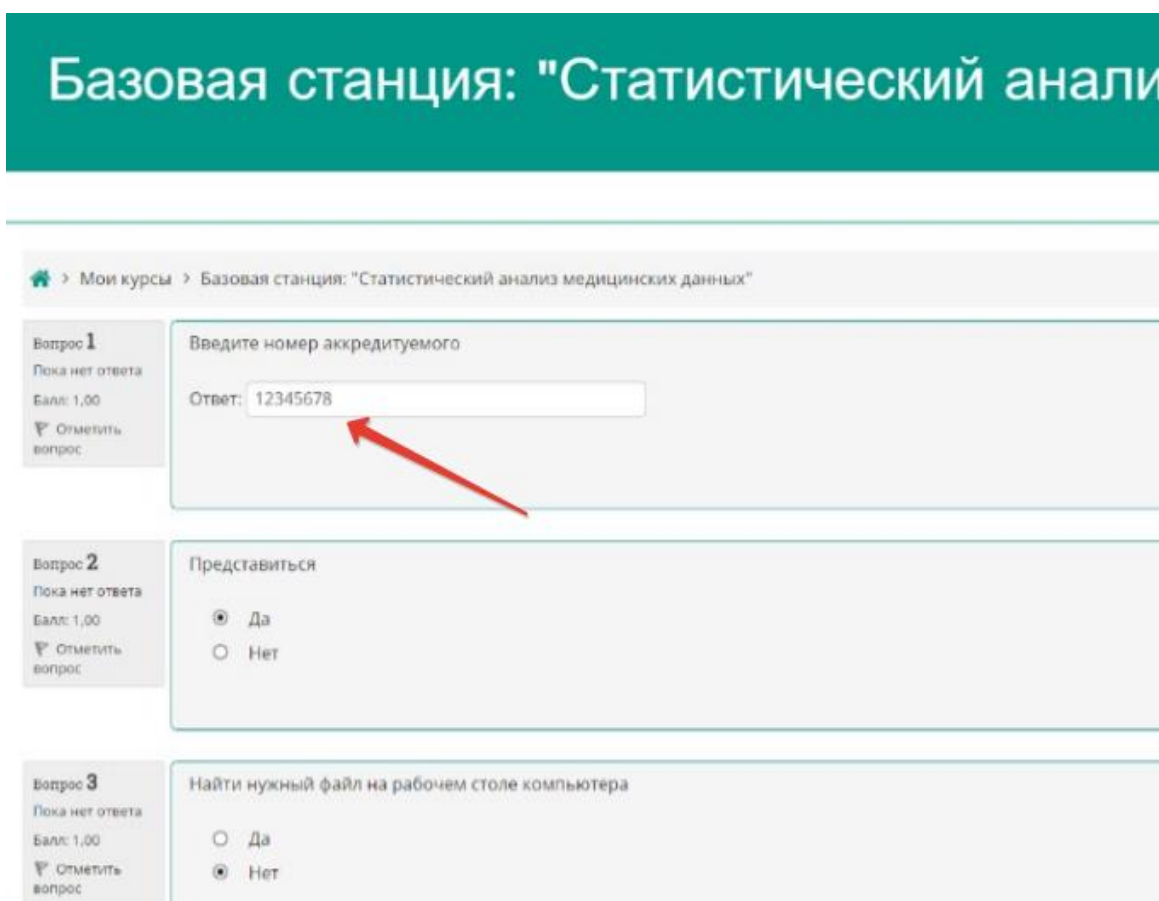 Базовая станция: "Статистический анали
Мои курсы > Базовая станция: "Статистический анализ медицинских данных"
Вопрос 1
Пока нет ответа
Балл: 1,00
Отметить
вопрос
Введите номер аккредитуемого
Ответ: 12345678
Вопрос 2
Пока нет ответа
Балл: 1,00
Отметить
вопрос
Представиться
Да
Нет
Вопрос 3
Пока нет ответа
Балл: 1,00
Отметить
вопрос
Найти нужный файл на рабочем столе компьютера
Да
Нет